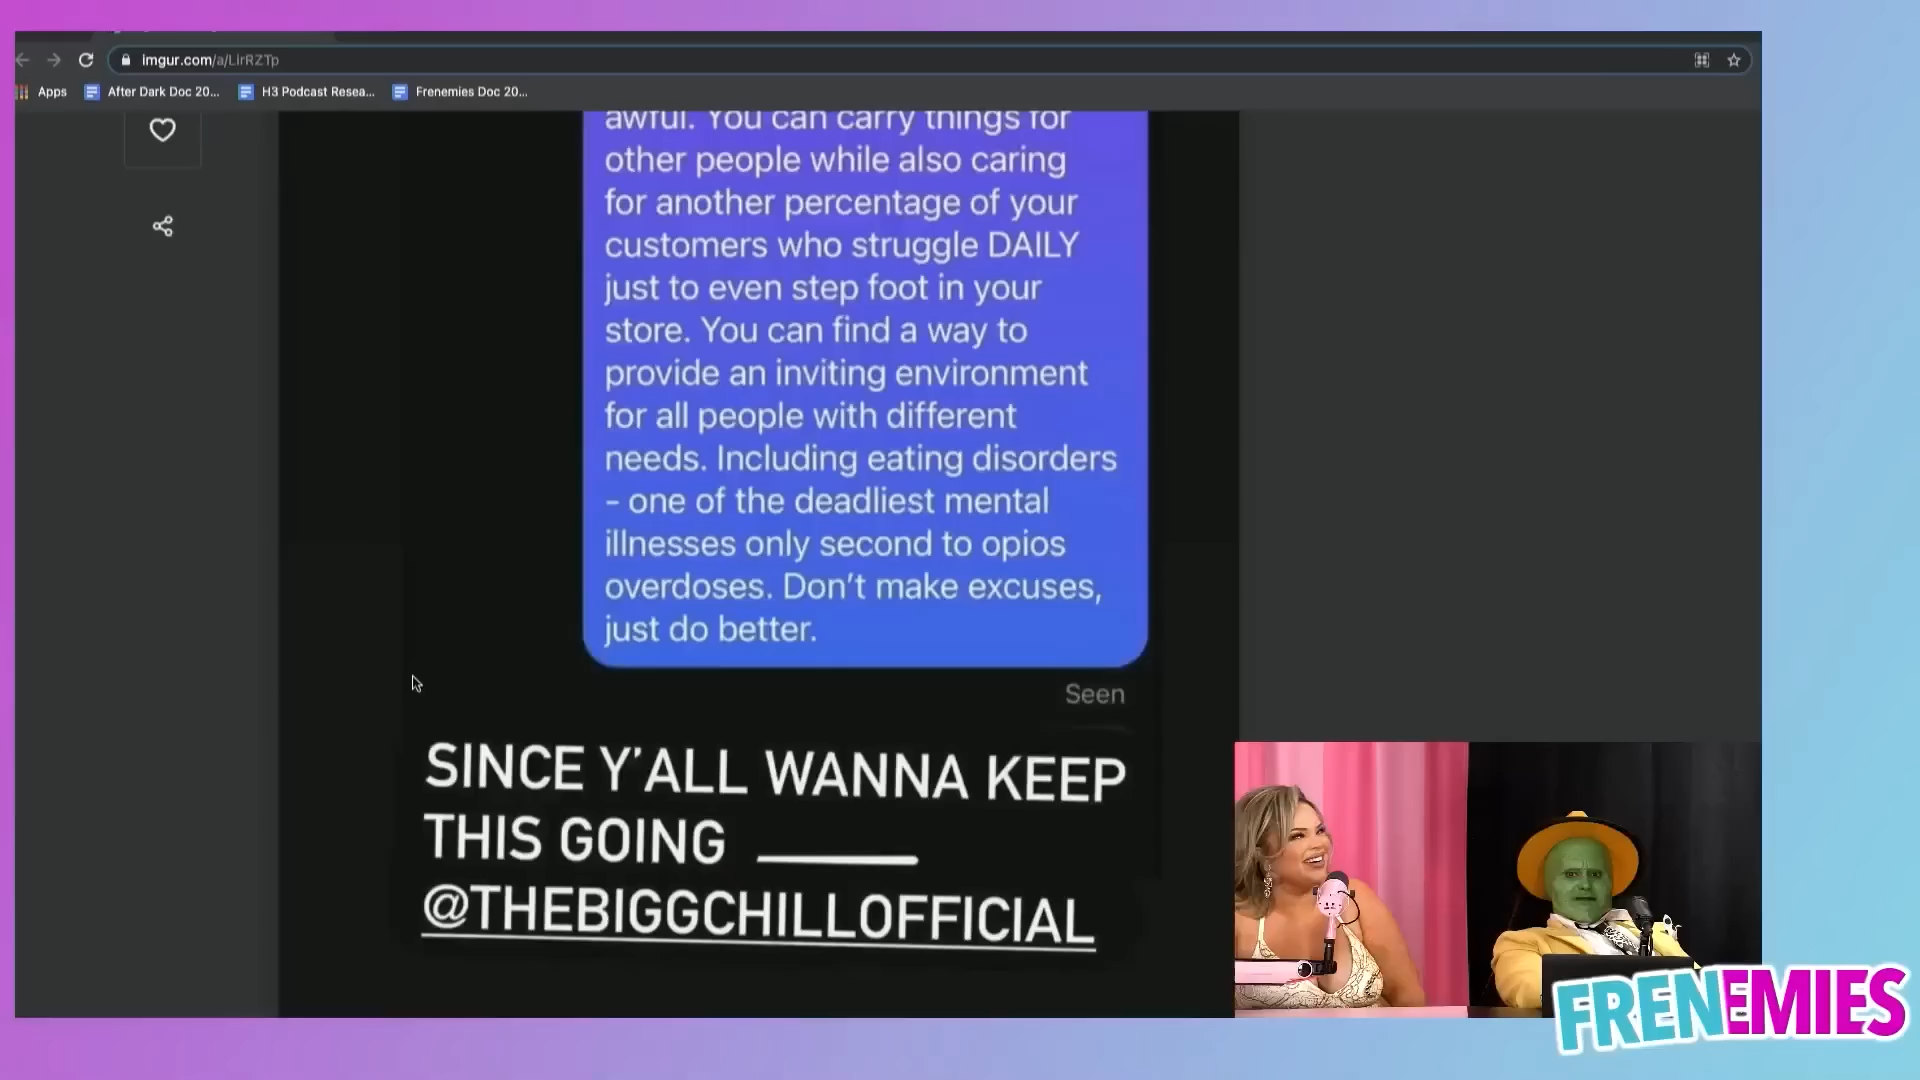 imgur.com/a/LirRZTp
Apps
After Dark Doc 20...
H3 Podcast Resea...
Frenemies Doc 20...
awful. You can carry things for
other people while also caring
for another percentage of your
customers who struggle DAILY
just to even step foot in your
store. You can find a way to
provide an inviting environment
for all people with different
needs. Including eating disorders
- one of the deadliest mental
illnesses only second to opios
overdoses. Don't make excuses,
just do better.
Seen
SINCE Y'ALL WANNA KEEP
THIS GOING
@THEBIGGCHILLOFFICIAL
FRENEMIES